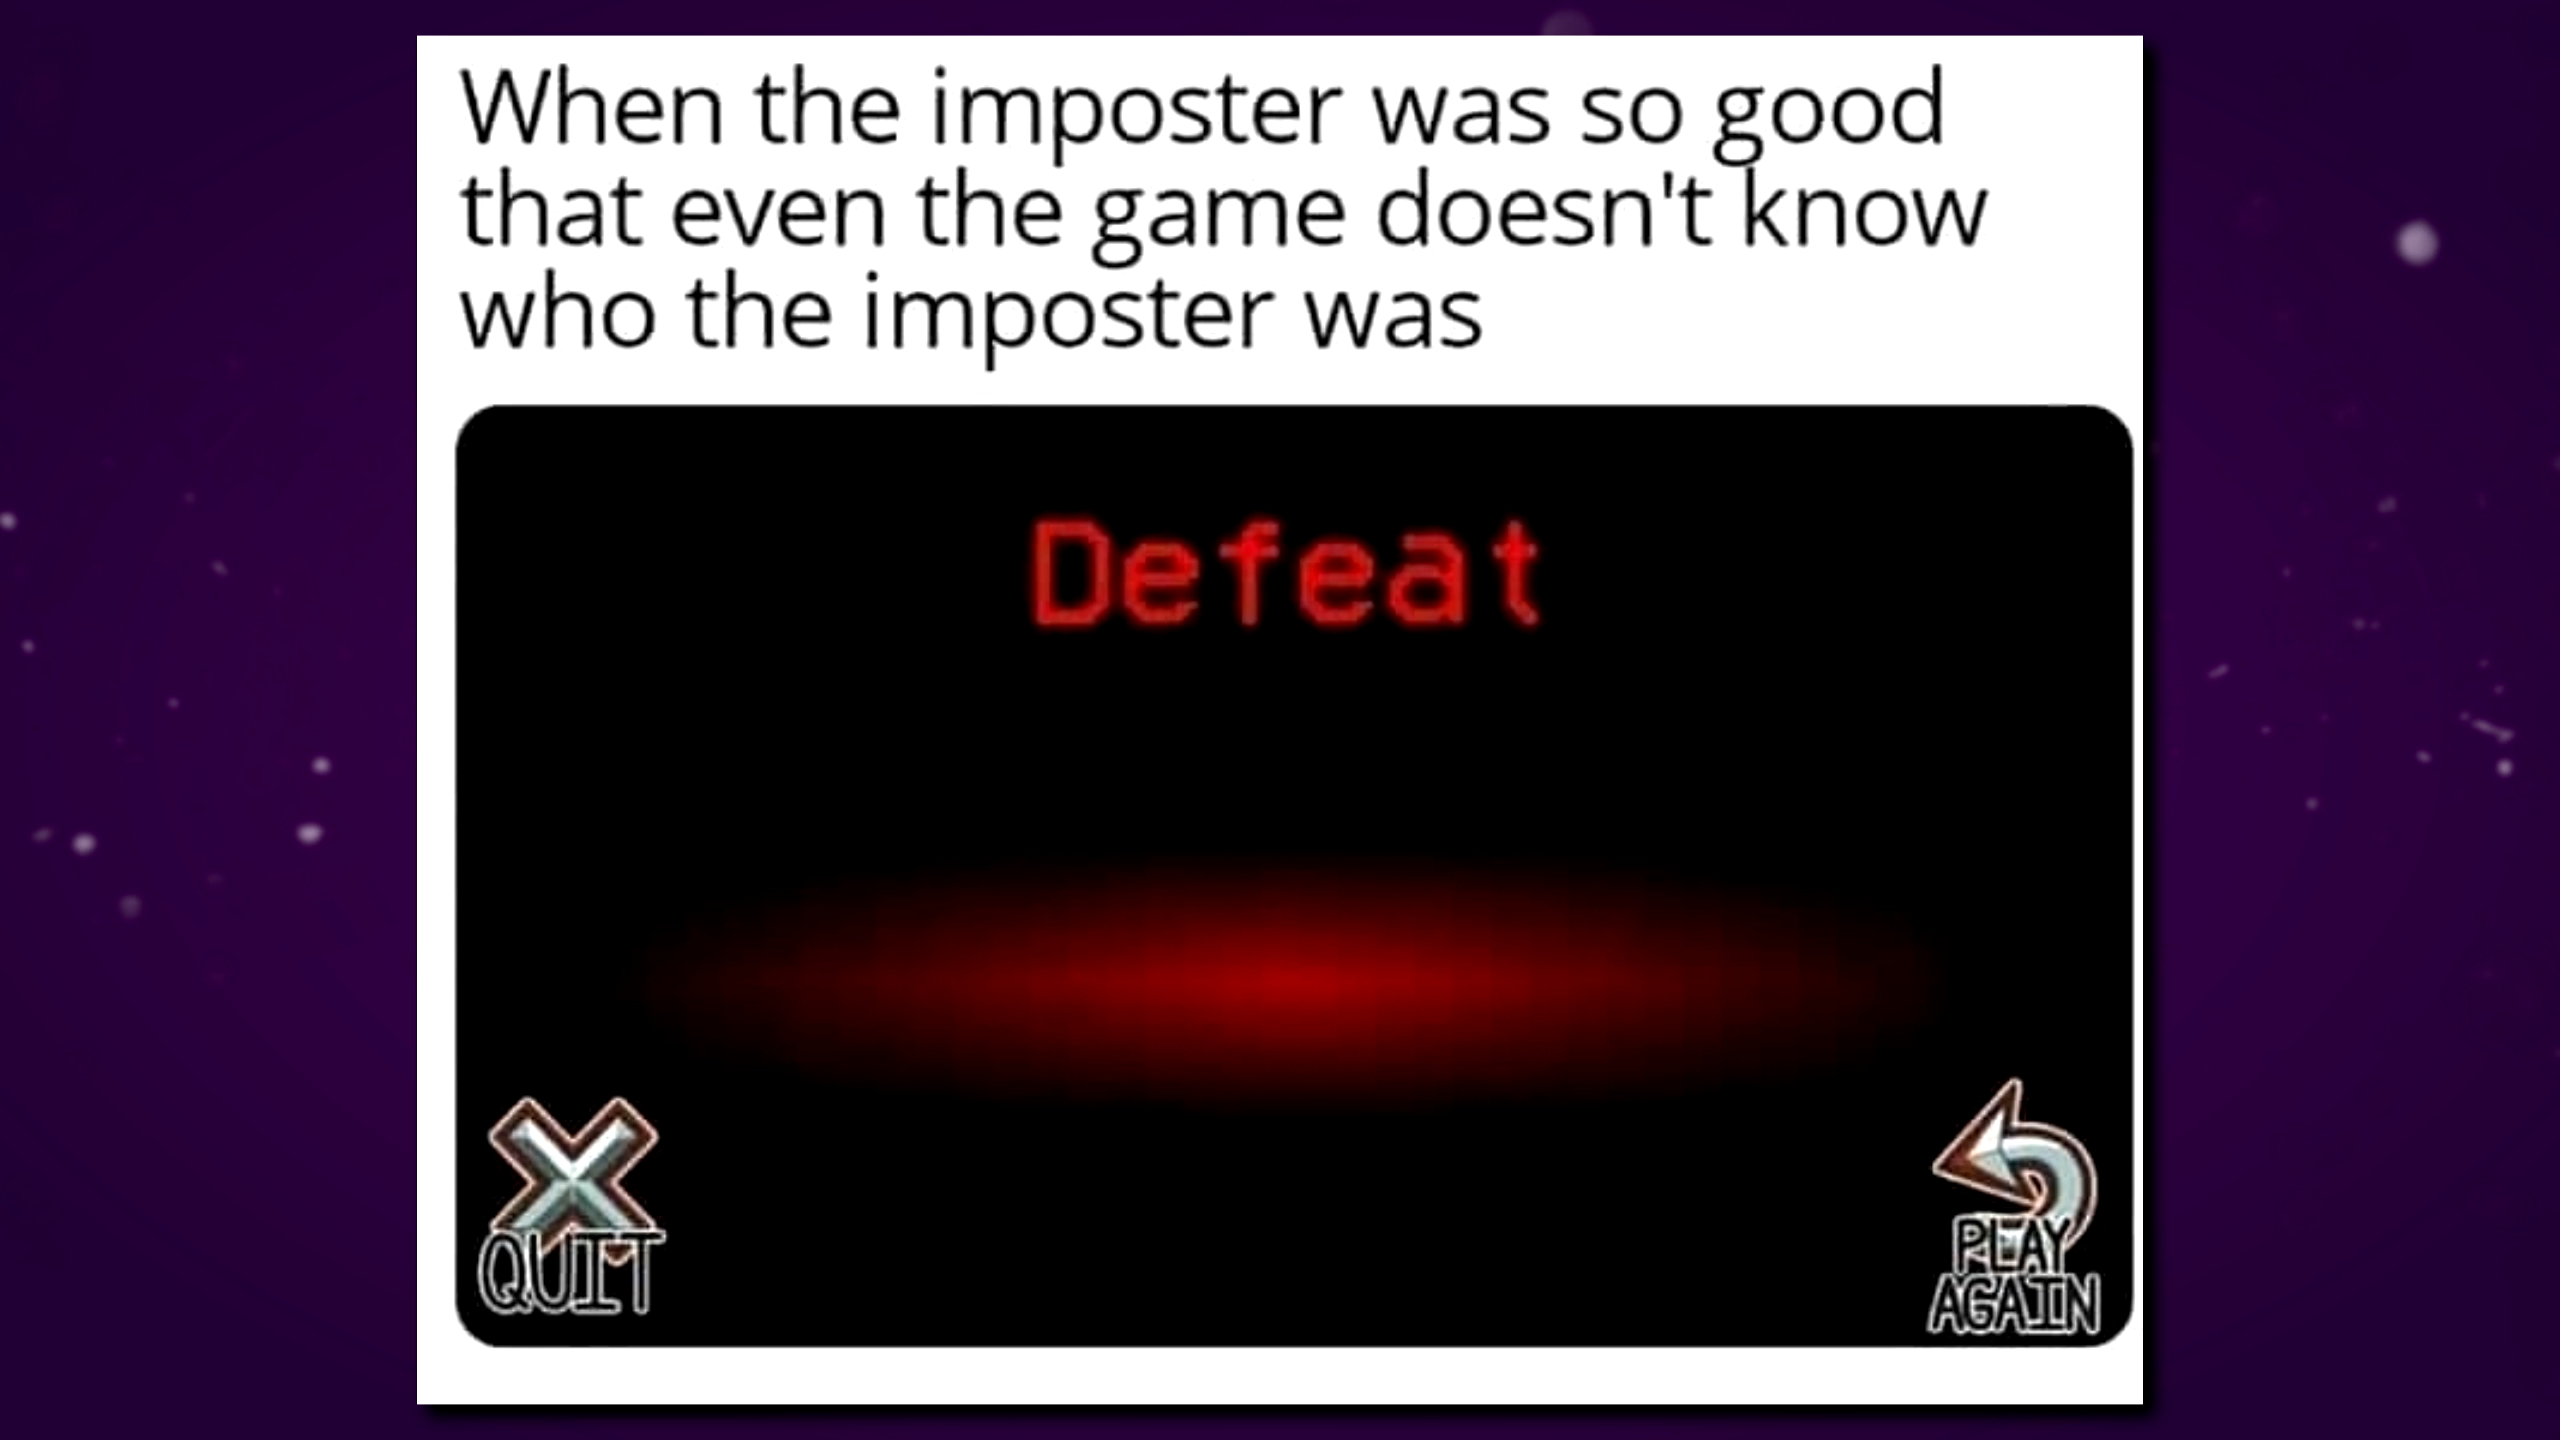 When the imposter was so good
that even the game doesn't know
who the imposter was
Defeat
QUIT
PLAY
AGAIN